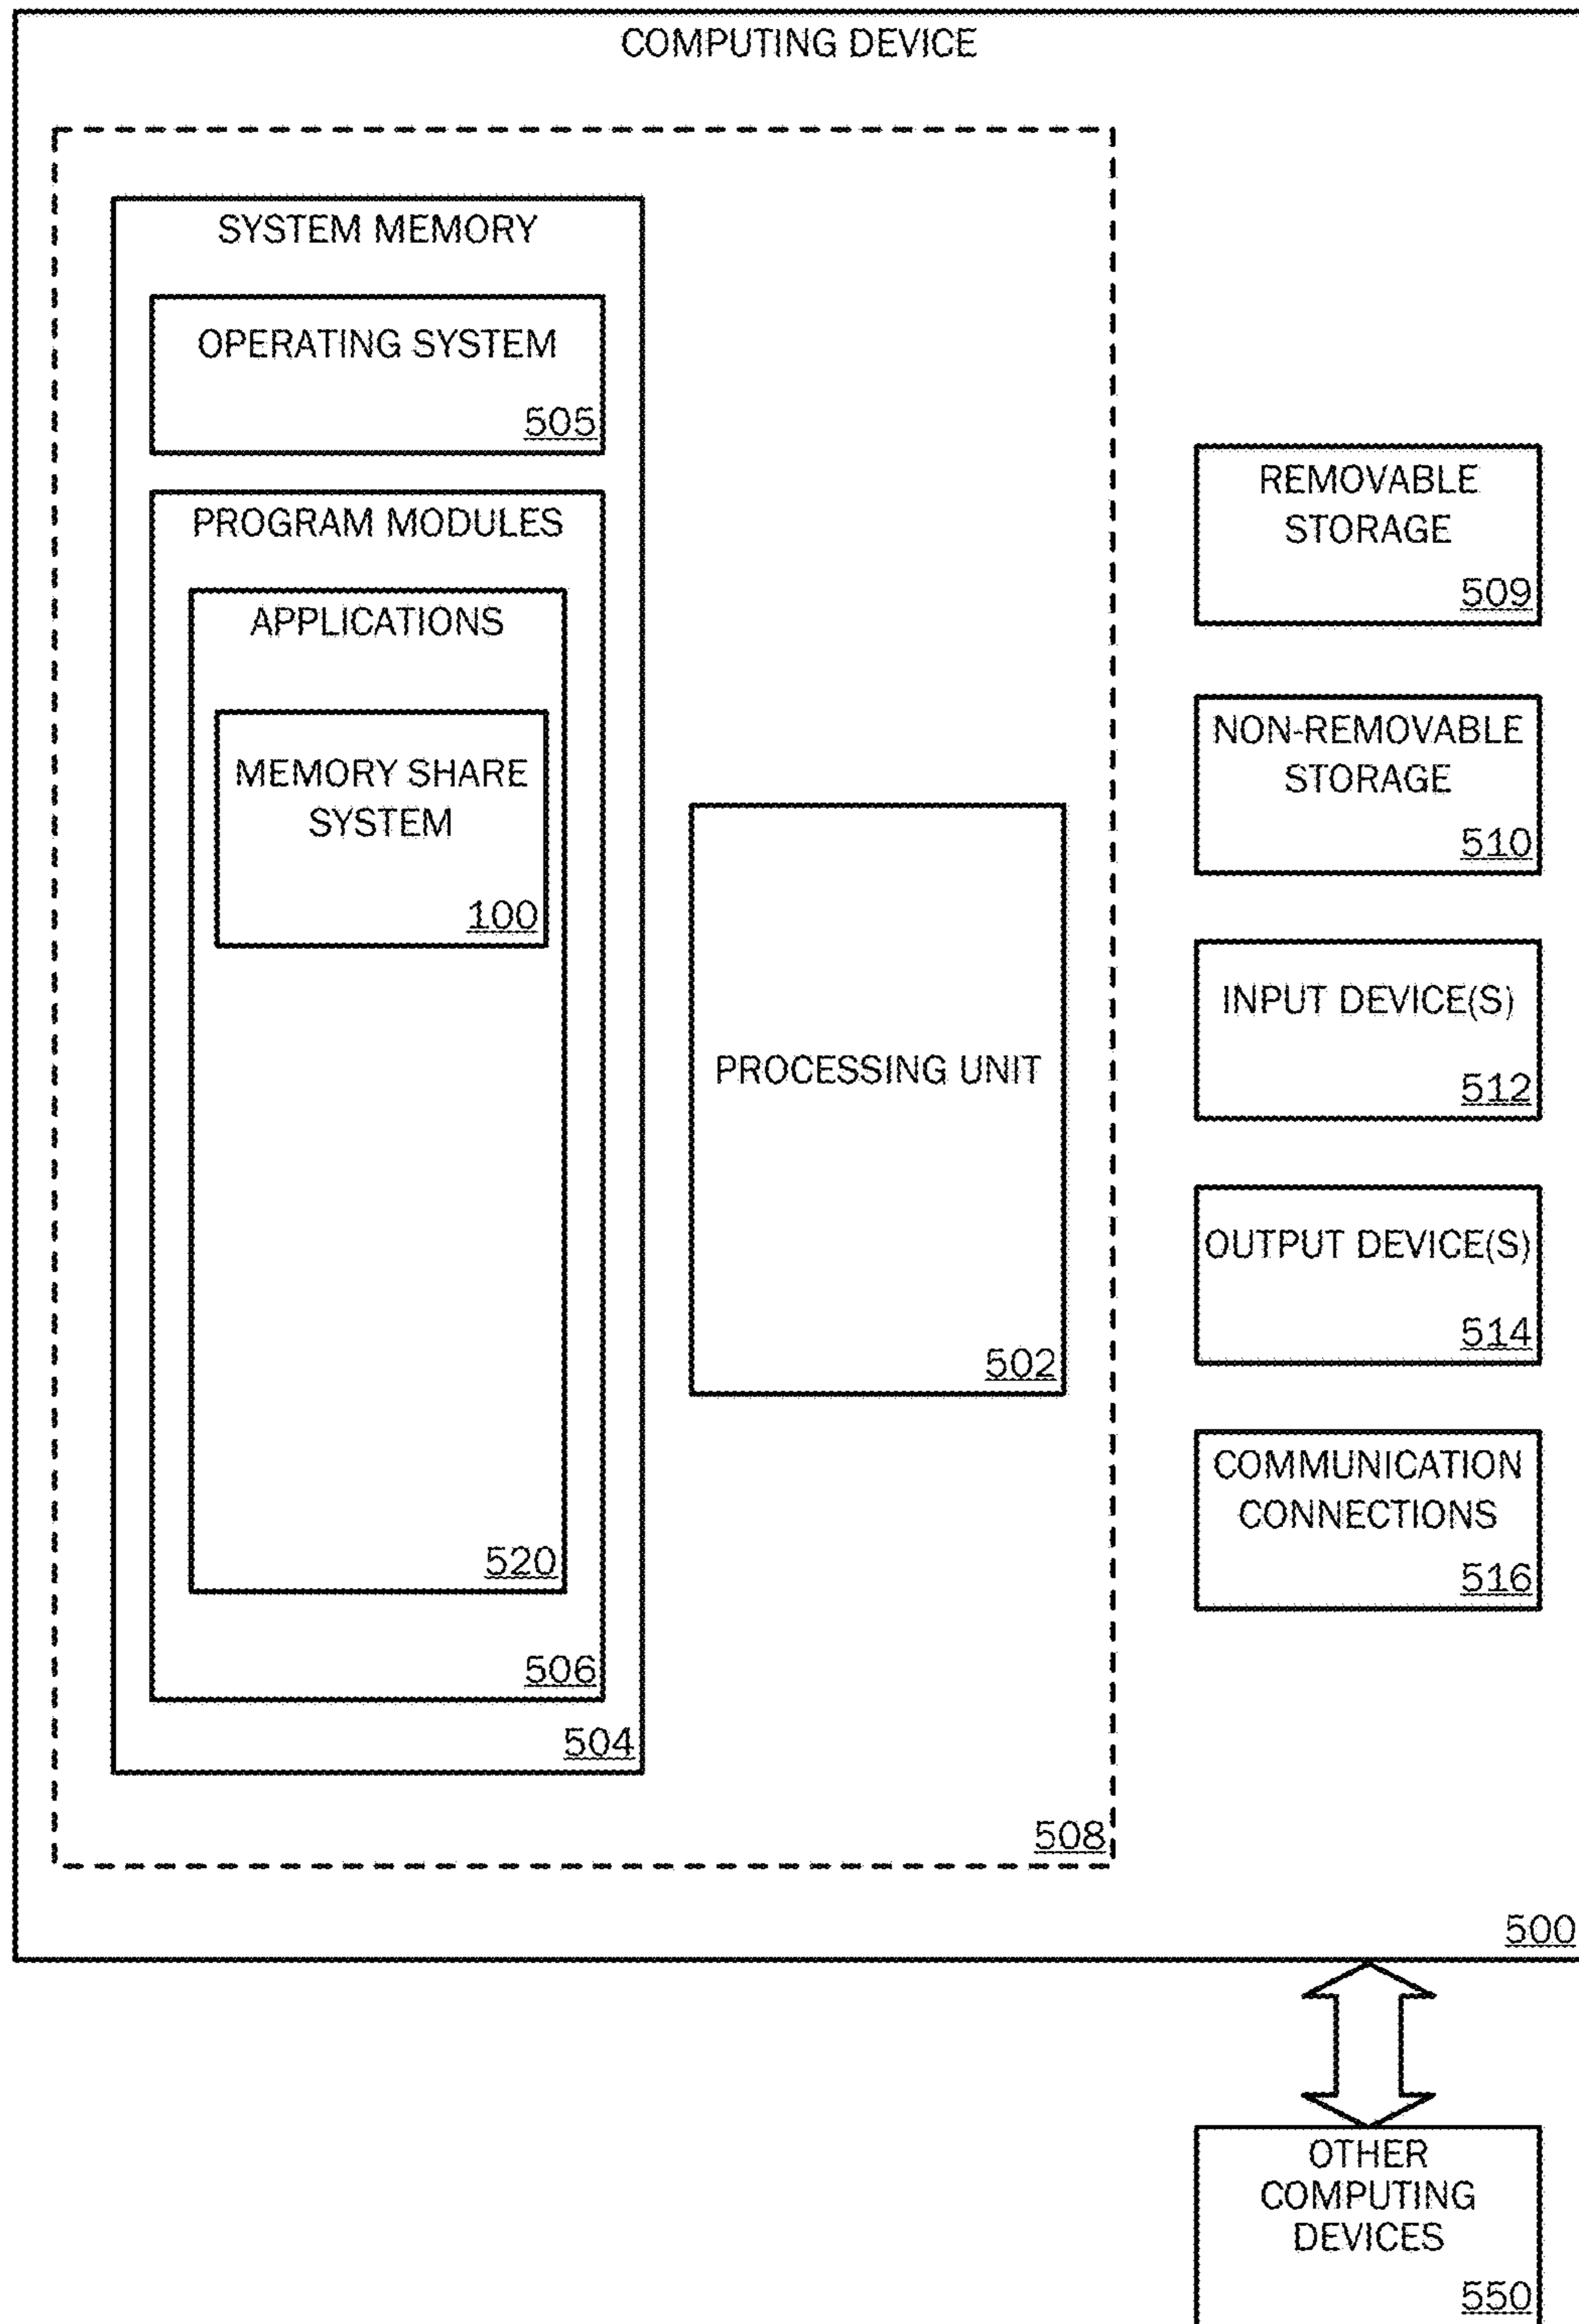 COMPUTING DEVICE
SYSTEM MEMORY
OPERATING SYSTEM
505
PROGRAM MODULES
APPLICATIONS
MEMORY SHARE
SYSTEM
100
520
506
504
PROCESSING UNIT
502
508
REMOVABLE
STORAGE
509
NON-REMOVABLE
STORAGE
510
INPUT DEVICE(S)
512
OUTPUT DEVICE(S)
514
COMMUNICATION
CONNECTIONS
516
500
OTHER
COMPUTING
DEVICES
550